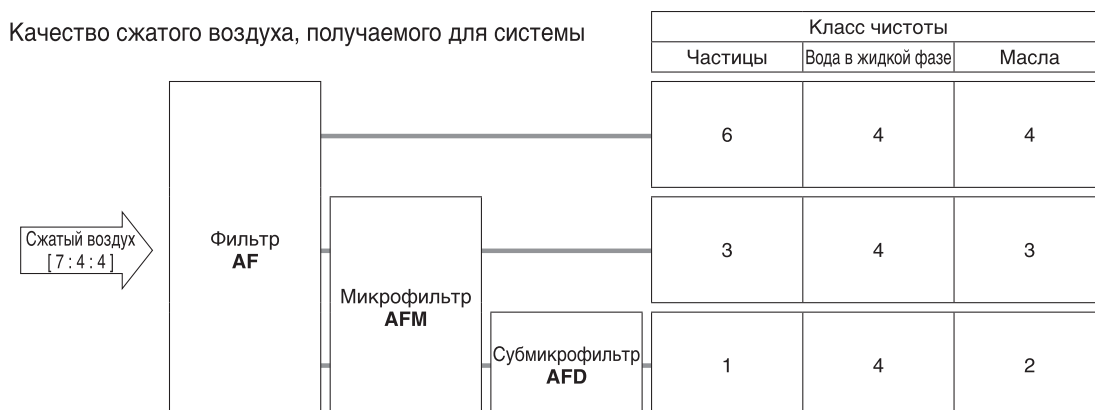 Качество сжатого воздуха, получаемого для системы
Класс чистоты
Частицы Вода в жидкой фазе Масла
6 4 4
Сжатый воздух
[ 7 : 4 : 4 ]
Фильтр
AF
3 4 3
Микрофильтр
AFM
Субмикрофильтр
AFD
1 4 2